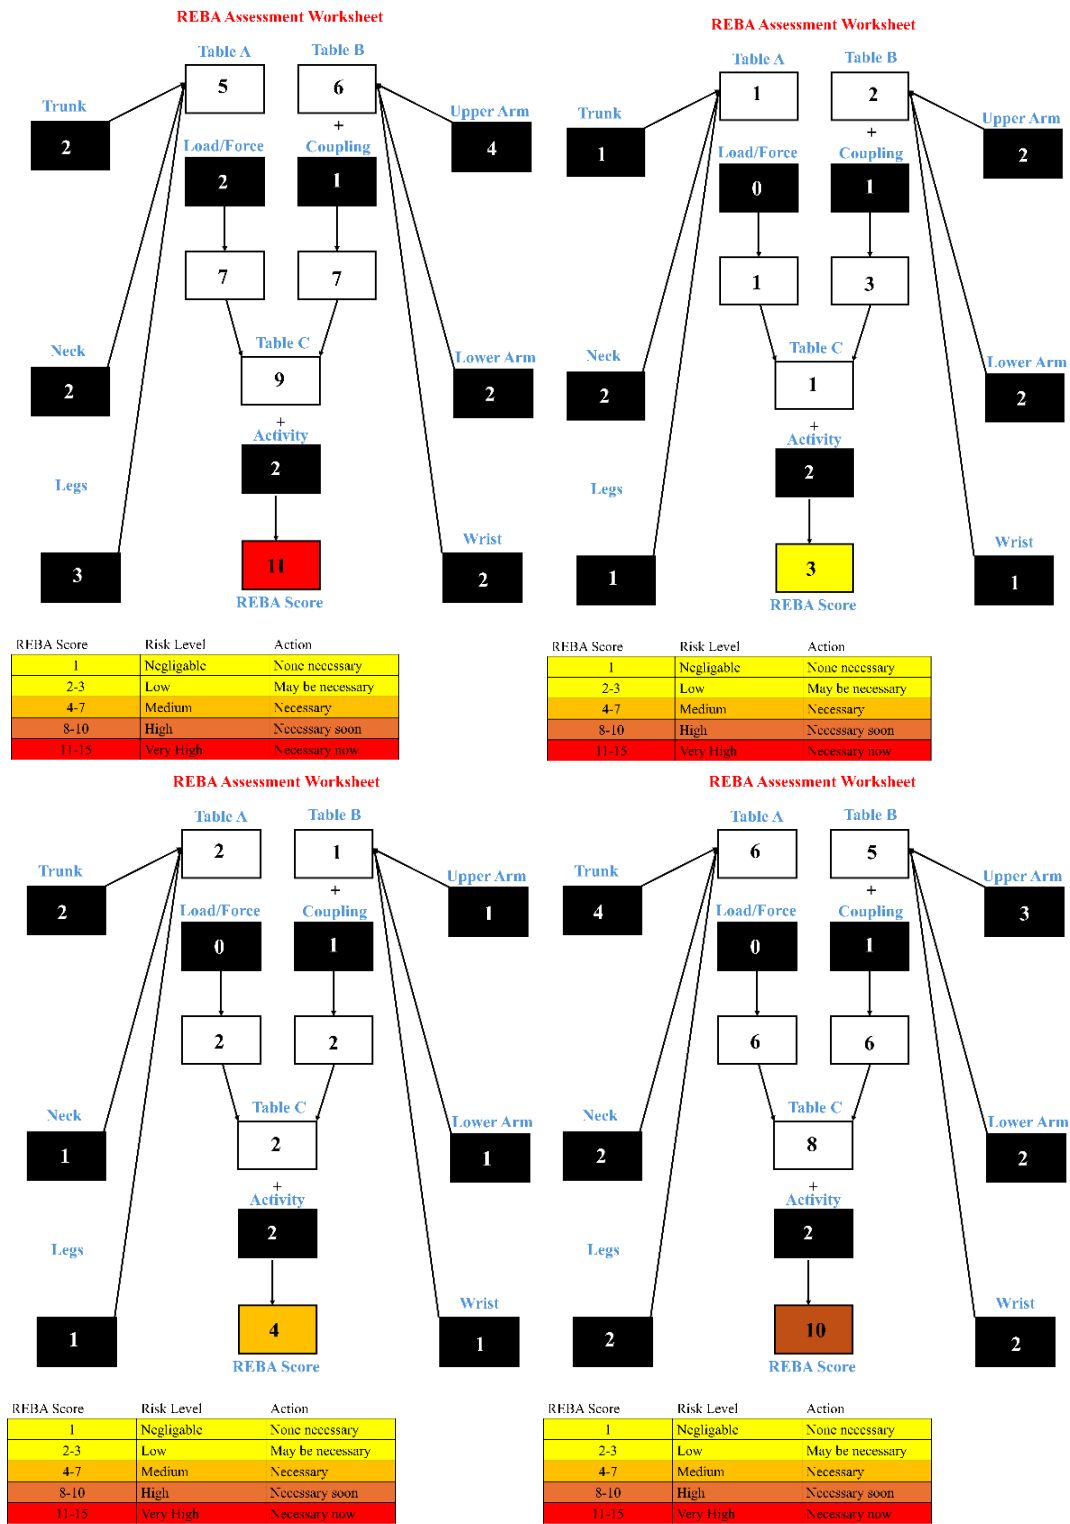 REBA Assessment Worksheet
Table A
Table B
5
6
Trunk
2
+
Upper Arm
4
Load/Force
Coupling
2
1
7
7
Neck
2
Table C
9
Lower Arm
2
+
Activity
2
Legs
3
Wrist
2
11
REBA Score
REBA Score Risk Level Action
1 Negligable None necessary
2-3 Low May be necessary
4-7 Medium Necessary
8-10 High Necessary soon
11-15 Very High Necessary now
REBA Assessment Worksheet
Table A
Table B
1
2
Trunk
1
+
Upper Arm
2
Load/Force
Coupling
0
1
1
3
Neck
2
Table C
1
Lower Arm
2
+
Activity
2
Legs
1
Wrist
1
3
REBA Score
REBA Score Risk Level Action
1 Negligable None necessary
2-3 Low May be necessary
4-7 Medium Necessary
8-10 High Necessary soon
11-15 Very High Necessary now
REBA Assessment Worksheet
Table A
Table B
2
1
Trunk
2
+
Upper Arm
1
Load/Force
Coupling
0
1
2
2
Neck
1
Table C
2
Lower Arm
1
+
Activity
2
Legs
1
Wrist
1
4
REBA Score
REBA Score Risk Level Action
1 Negligable None necessary
2-3 Low May be necessary
4-7 Medium Necessary
8-10 High Necessary soon
11-15 Very High Necessary now
REBA Assessment Worksheet
Table A
Table B
6
5
Trunk
4
+
Upper Arm
3
Load/Force
Coupling
0
1
6
6
Neck
2
Table C
8
Lower Arm
2
+
Activity
2
Legs
2
Wrist
2
10
REBA Score
REBA Score Risk Level Action
1 Negligable None necessary
2-3 Low May be necessary
4-7 Medium Necessary
8-10 High Necessary soon
11-15 Very High Necessary now